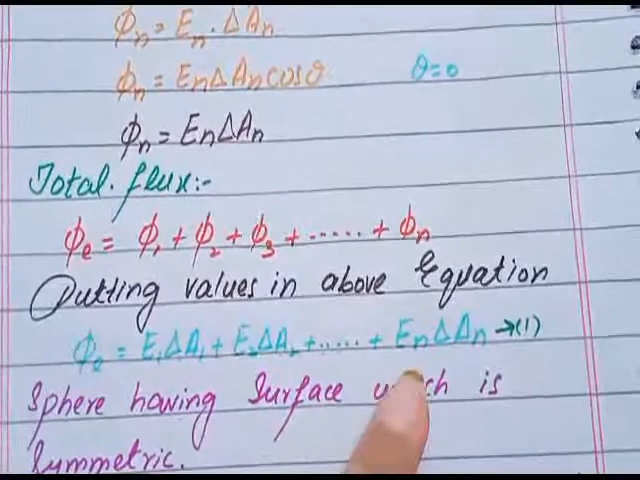 ϕₙ = Eₙ . ΔAₙ
ϕₙ = EₙΔAₙcosθ θ=0
ϕₙ = EₙΔAₙ
Total flux:-
ϕₑ = ϕ₁ + ϕ₂ + ϕ₃ + ...... + ϕₙ
Putting values in above Equation
ϕₑ = E₁ΔA₁ + E₂ΔA₂ + ..... + EₙΔAₙ →(1)
Sphere having Surface which is
Symmetric.